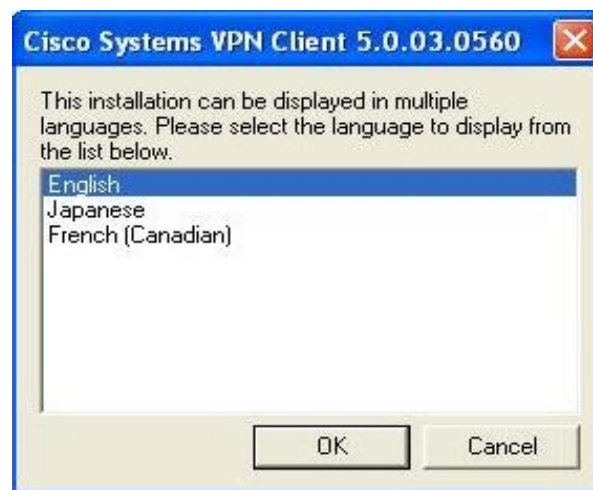 Cisco Systems VPN Client 5.0.03.0560
This installation can be displayed in multiple
languages. Please select the language to display from
the list below.
English
Japanese
French (Canadian)
OK
Cancel